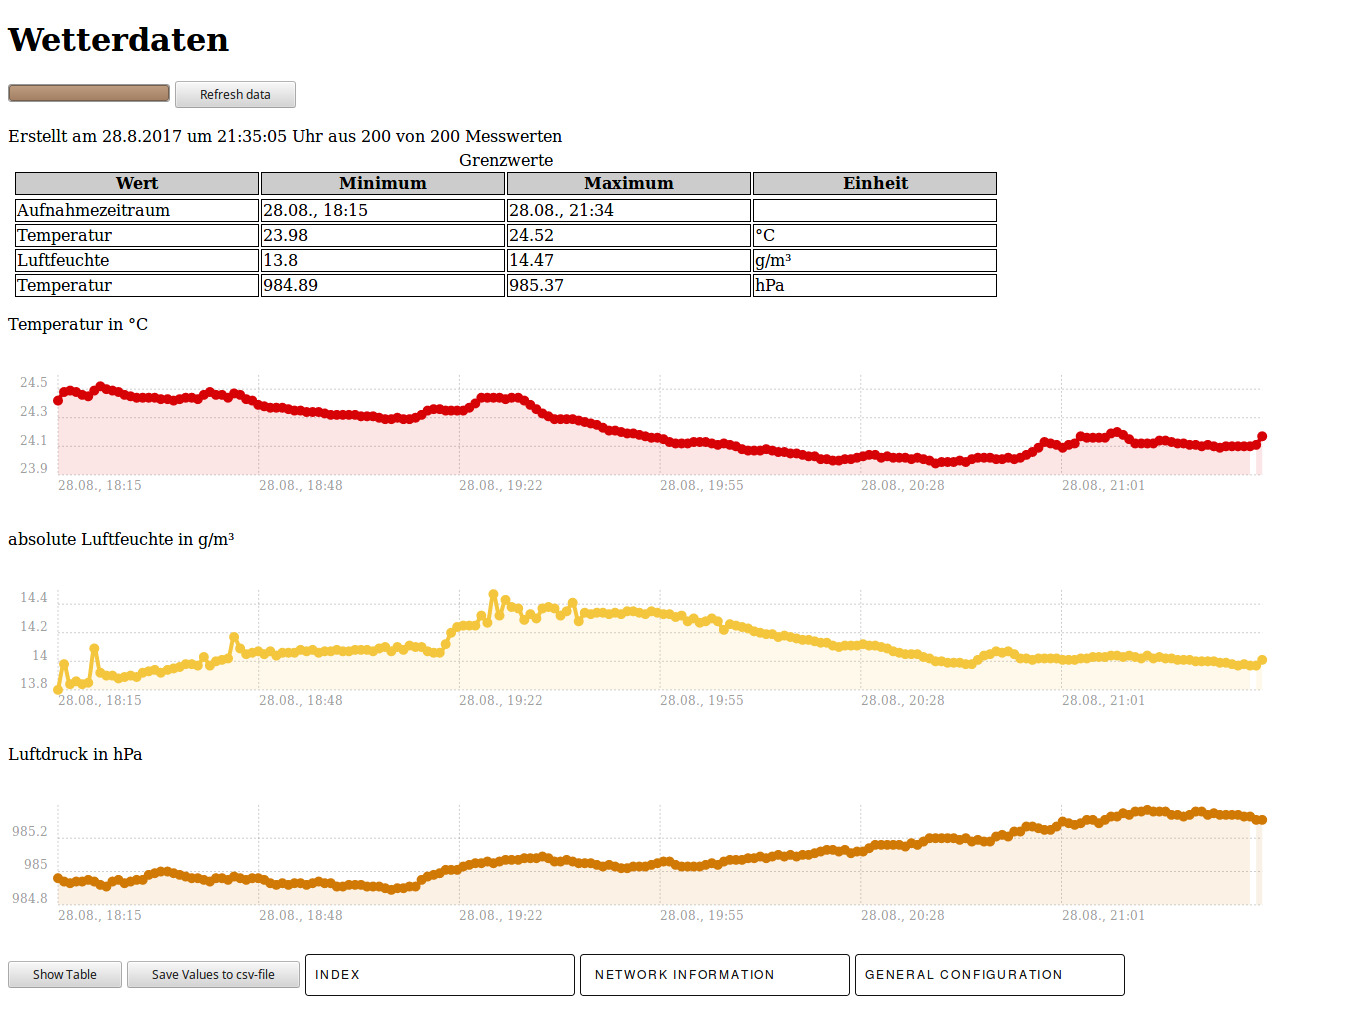 Wetterdaten
Refresh data
Erstellt am 28.8.2017 um 21:35:05 Uhr aus 200 von 200 Messwerten
Grenzwerte
Wert Minimum Maximum Einheit
Aufnahmezeitraum 28.08., 18:15 28.08., 21:34
Temperatur 23.98 24.52 °C
Luftfeuchte 13.8 14.47 g/m³
Temperatur 984.89 985.37 hPa
Temperatur in °C
24.5
24.3
24.1
23.9
28.08., 18:15 28.08., 18:48 28.08., 19:22 28.08., 19:55 28.08., 20:28 28.08., 21:01
absolute Luftfeuchte in g/m³
14.4
14.2
14
13.8
28.08., 18:15 28.08., 18:48 28.08., 19:22 28.08., 19:55 28.08., 20:28 28.08., 21:01
Luftdruck in hPa
985.2
985
984.8
28.08., 18:15 28.08., 18:48 28.08., 19:22 28.08., 19:55 28.08., 20:28 28.08., 21:01
Show Table Save Values to csv-file INDEX NETWORK INFORMATION GENERAL CONFIGURATION